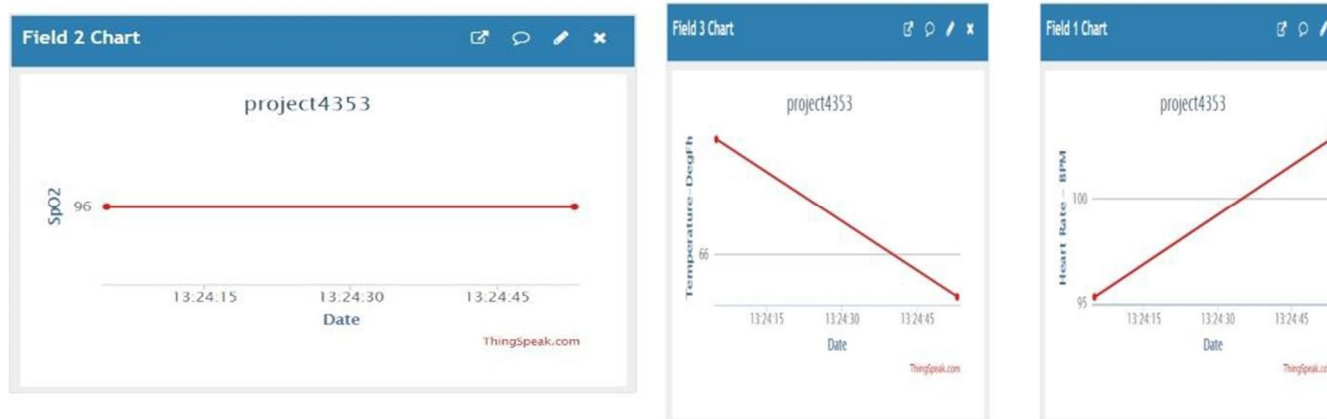 Field 2 Chart
project4353
SpO2
96
13:24:15 13:24:30 13:24:45
Date
ThingSpeak.com
Field 3 Chart
project4353
Temperature-DegFh
66
13:24:15 13:24:30 13:24:45
Date
ThingSpeak.com
Field 1 Chart
project4353
Heart Rate - BPM
100
95
13:24:15 13:24:30 13:24:45
Date
ThingSpeak.co